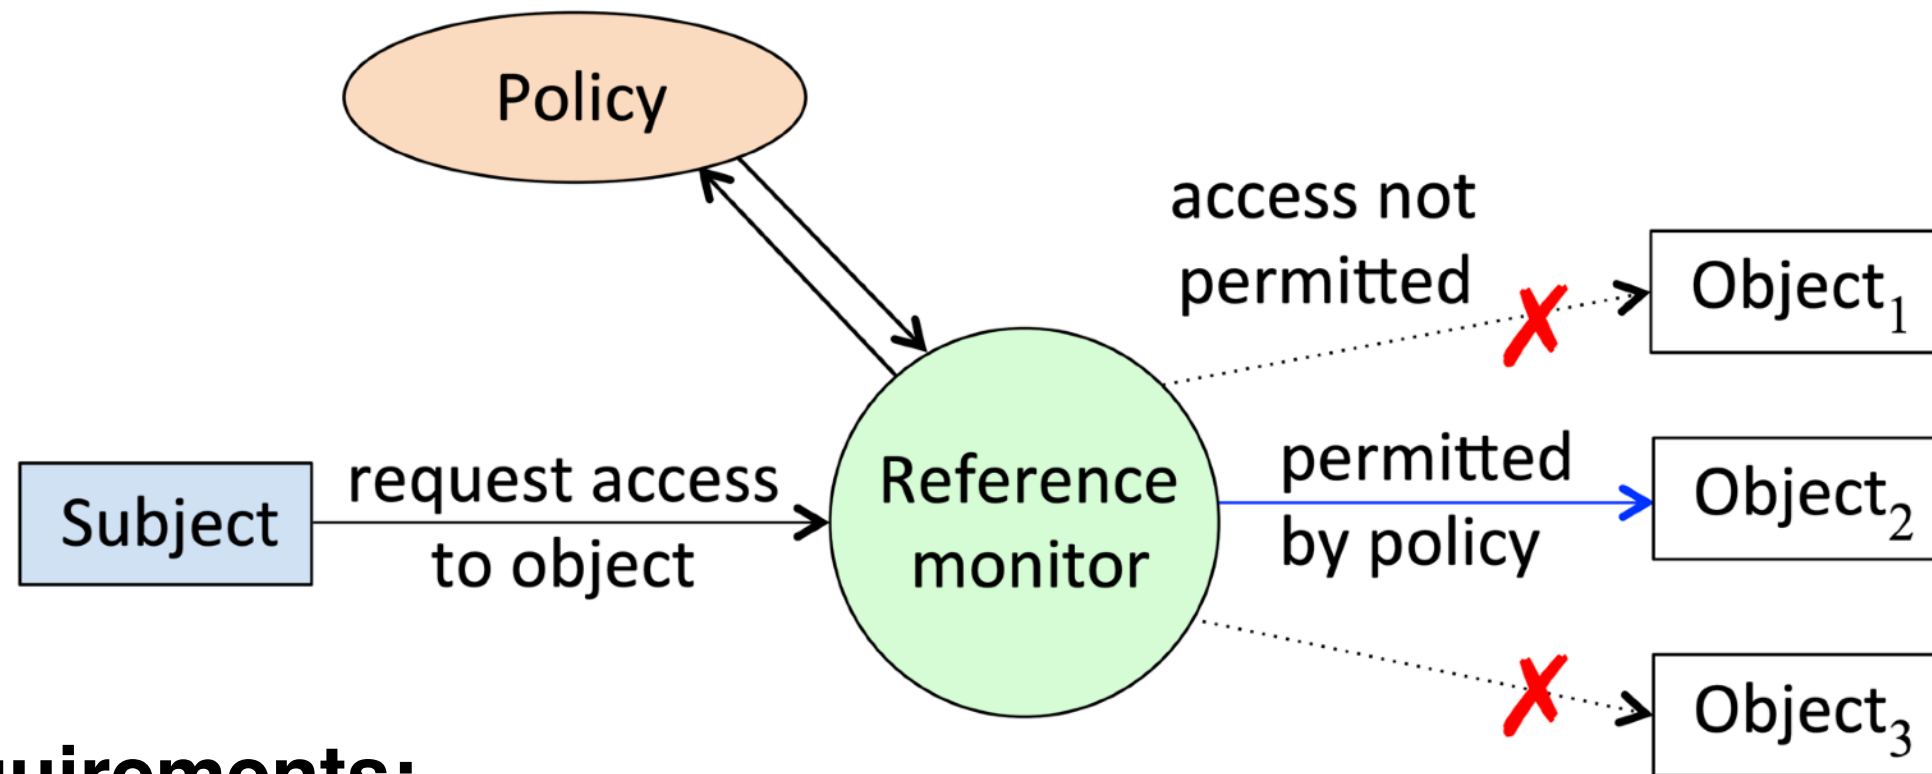 Policy
access not
permitted
Object1
Subject
request access
to object
Reference
monitor
permitted
by policy
Object2
Object3